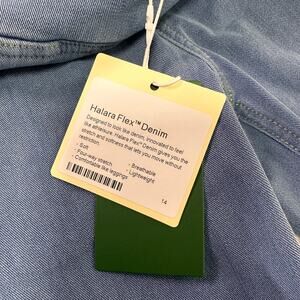 Halara Flex™ Denim
Designed to look like denim, innovated to feel
like athleisure. Halara Flex™ Denim gives you the
stretch and softness that lets you move without
restriction.
• Soft
• Four-way stretch
• Comfortable like leggings
• Breathable
• Lightweight
14